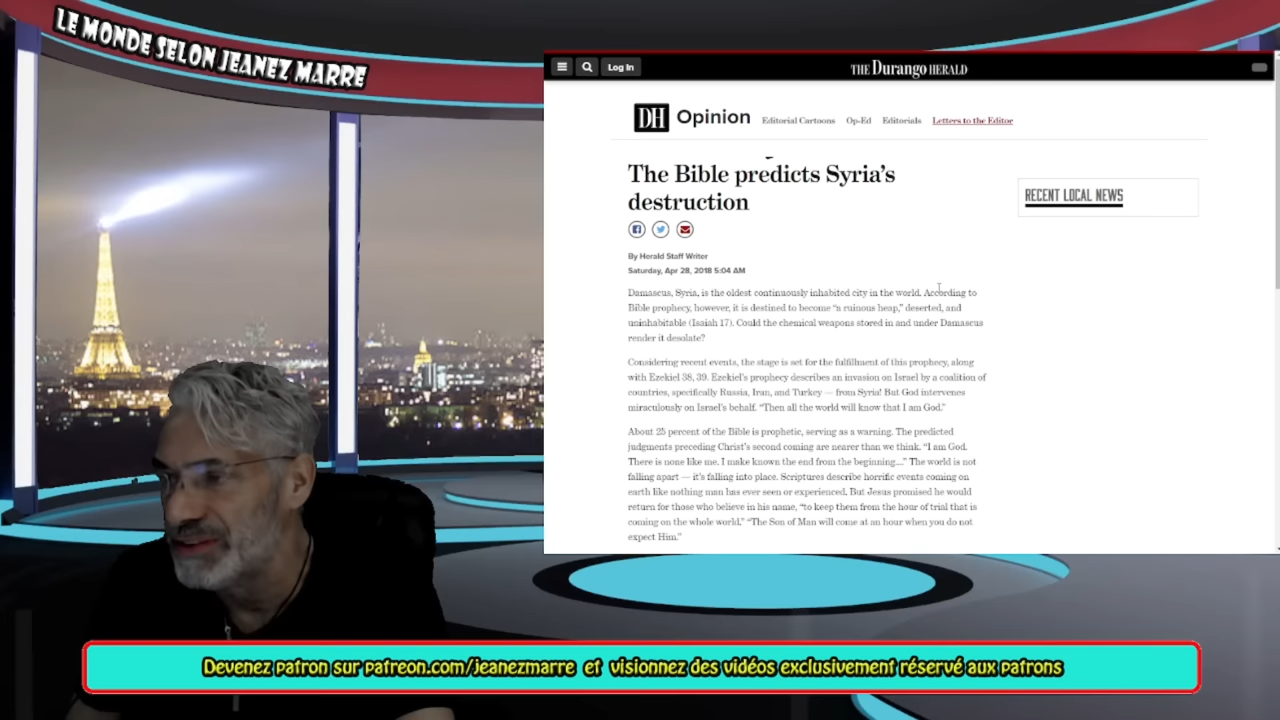 LE MONDE SELON JEANEZ MARRE
Log In
THE Durango HERALD
DH Opinion Editorial Cartoons Op-Ed Editorials Letters to the Editor
The Bible predicts Syria's
destruction
RECENT LOCAL NEWS
By Herald Staff Writer
Saturday, Apr 28, 2018 5:04 AM
Damascus, Syria, is the oldest continuously inhabited city in the world. According to
Bible prophecy, however, it is destined to become "a ruinous heap," deserted, and
uninhabitable (Isaiah 17). Could the chemical weapons stored in and under Damascus
render it desolate?
Considering recent events, the stage is set for the fulfillment of this prophecy, along
with Ezekiel 38, 39. Ezekiel's prophecy describes an invasion on Israel by a coalition of
countries, specifically Russia, Iran, and Turkey — from Syria! But God intervenes
miraculously on Israel's behalf. "Then all the world will know that I am God."
About 25 percent of the Bible is prophetic, serving as a warning. The predicted
judgments preceding Christ's second coming are nearer than we think. "I am God.
There is none like me. I make known the end from the beginning..." The world is not
falling apart — it's falling into place. Scriptures describe horrific events coming on
earth like nothing man has ever seen or experienced. But Jesus promised he would
return for those who believe in his name, "to keep them from the hour of trial that is
coming on the whole world." "The Son of Man will come at an hour when you do not
expect Him."
Devenez patron sur patreon.com/jeanezmarre et visionnez des vidéos exclusivement réservé aux patrons